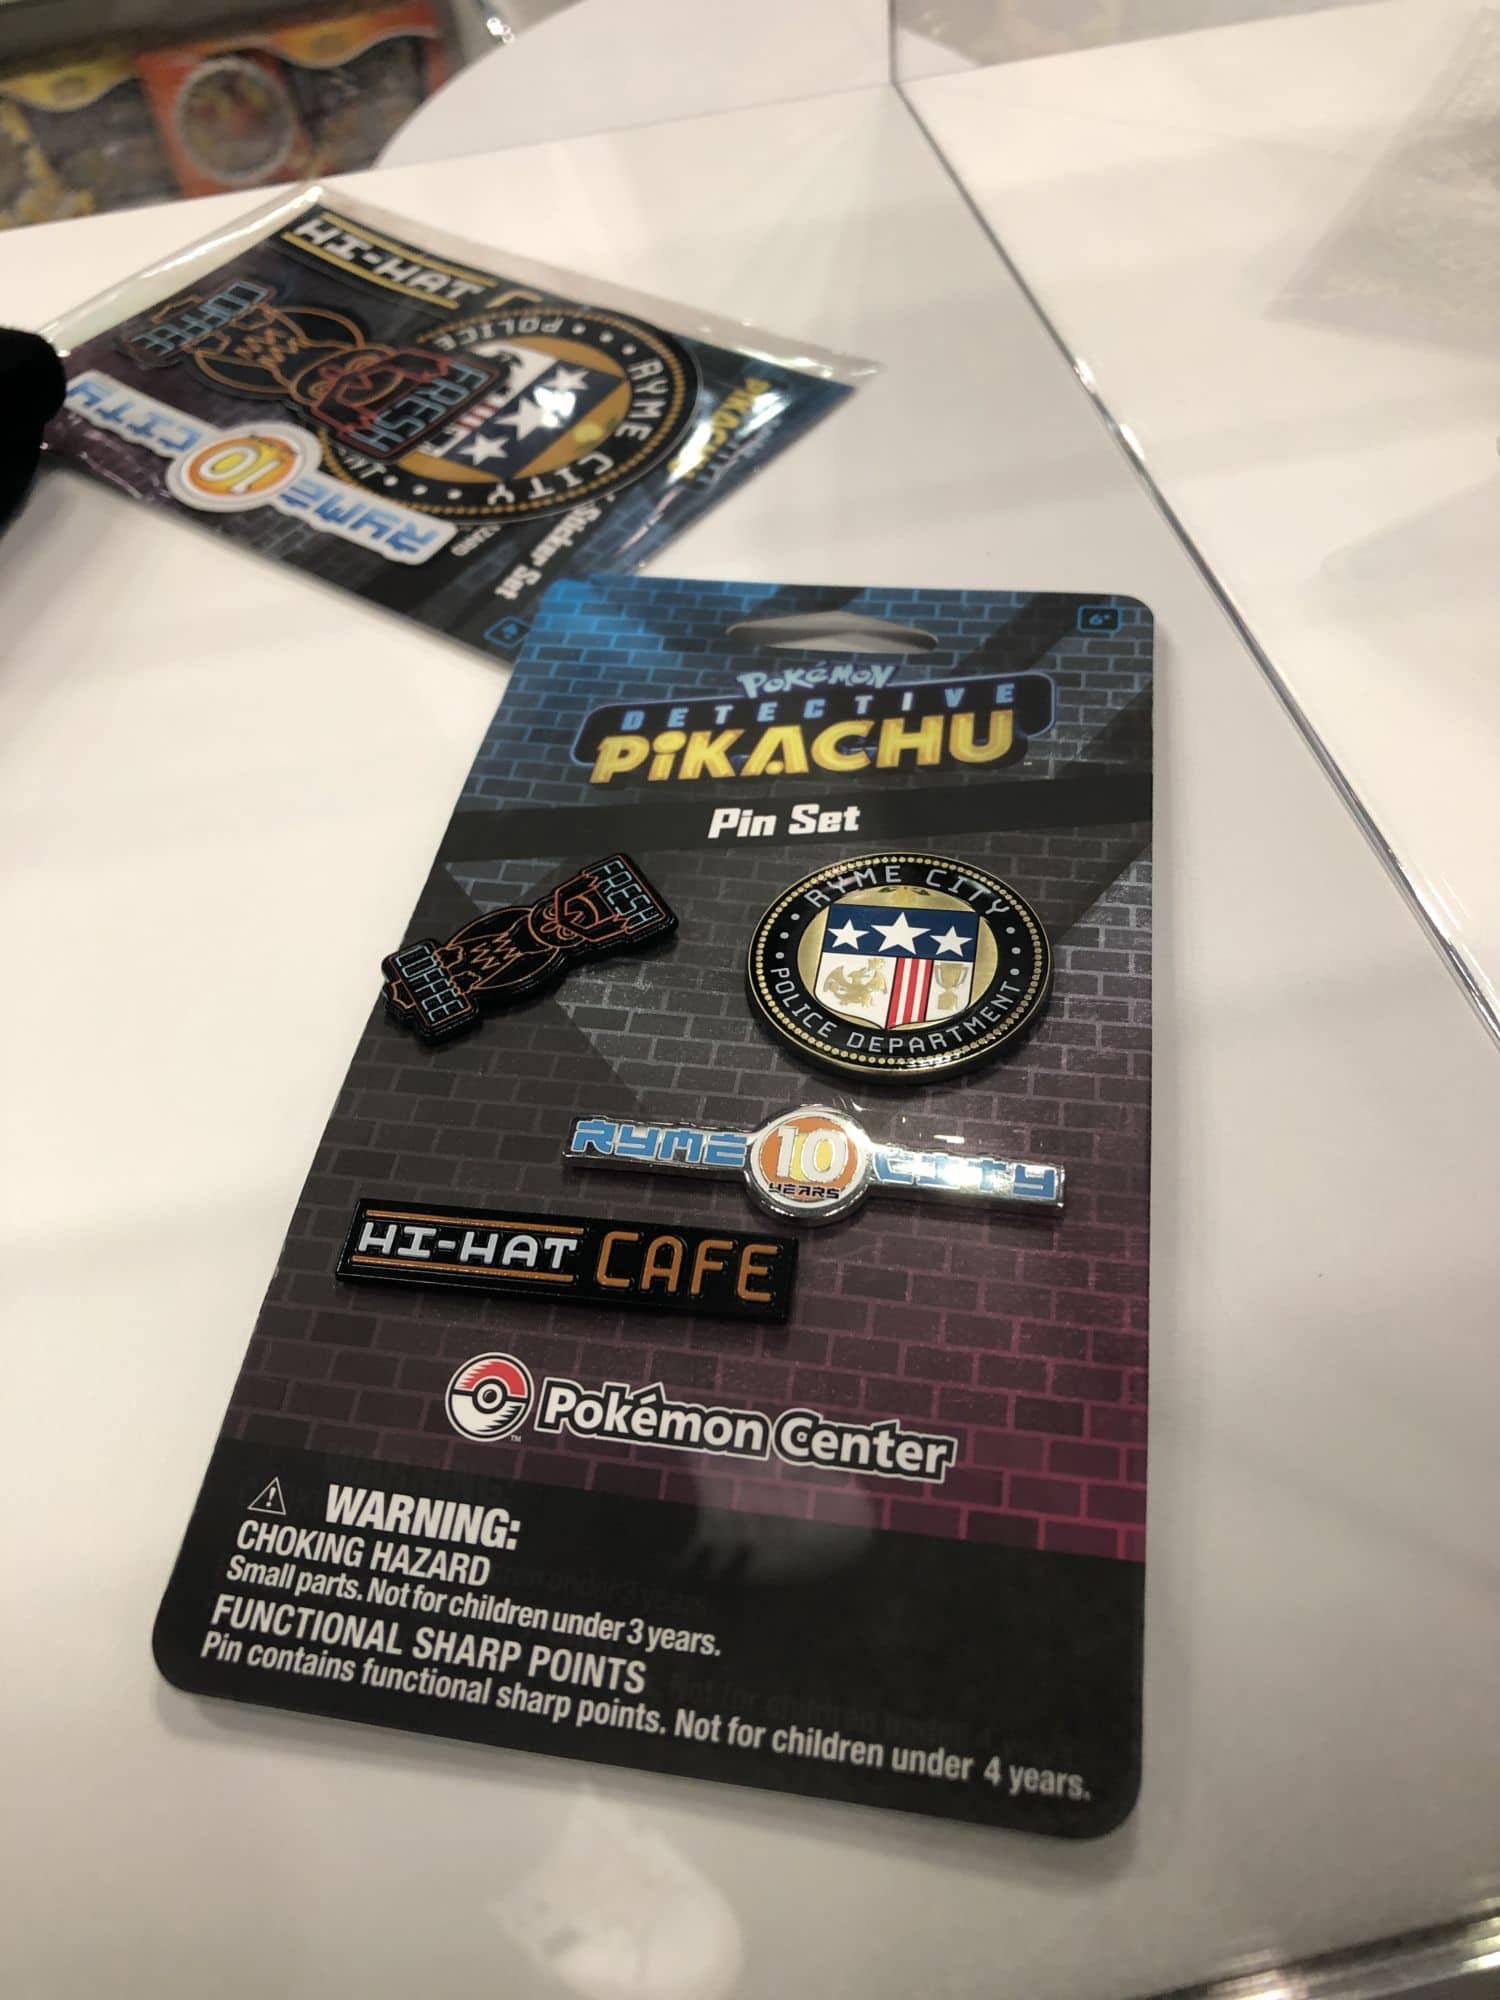 HI-HAT
COFFEE
FRESH
POLICE
RYME CITY
RYME 10 CITY
PIKACHU
Sticker Set
6+
POKéMON
DETECTIVE
PiKACHU
Pin Set
FRESH
COFFEE
RYME CITY
POLICE DEPARTMENT
RYME 10 CITY
YEARS
HI-HAT CAFE
Pokémon Center
TM
WARNING:
CHOKING HAZARD
Small parts. Not for children under 3 years.
FUNCTIONAL SHARP POINTS
Pin contains functional sharp points. Not for children under 4 years.